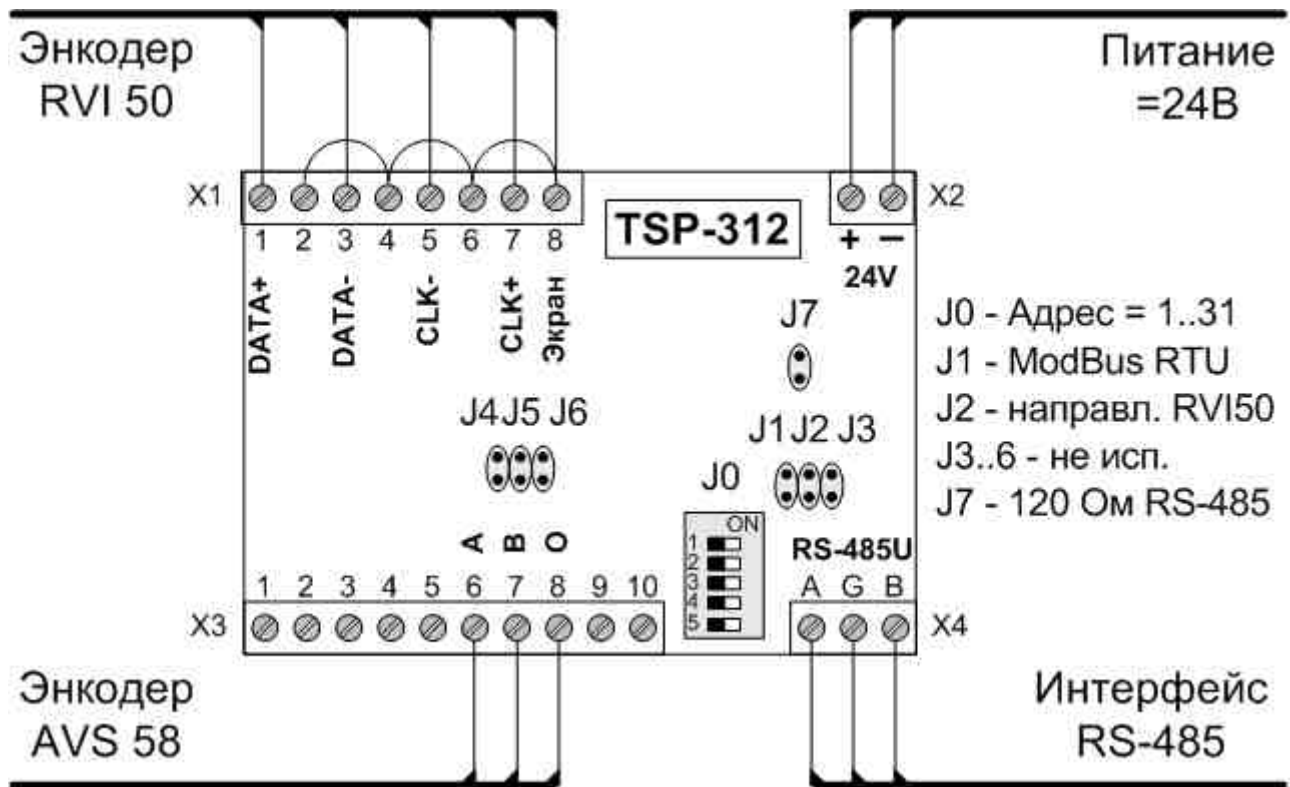 Энкодер
RVI 50
Питание
=24В
X1
X2
1 2 3 4 5 6 7 8
DATA+
DATA-
CLK-
CLK+
Экран
TSP-312
+ –
24V
J7
J4 J5 J6
J1 J2 J3
J0
J0 - Адрес = 1..31
J1 - ModBus RTU
J2 - направл. RVI50
J3..6 - не исп.
J7 - 120 Ом RS-485
ON
1
2
3
4
5
A B O
RS-485U
1 2 3 4 5 6 7 8 9 10
A G B
X3
X4
Энкодер
AVS 58
Интерфейс
RS-485